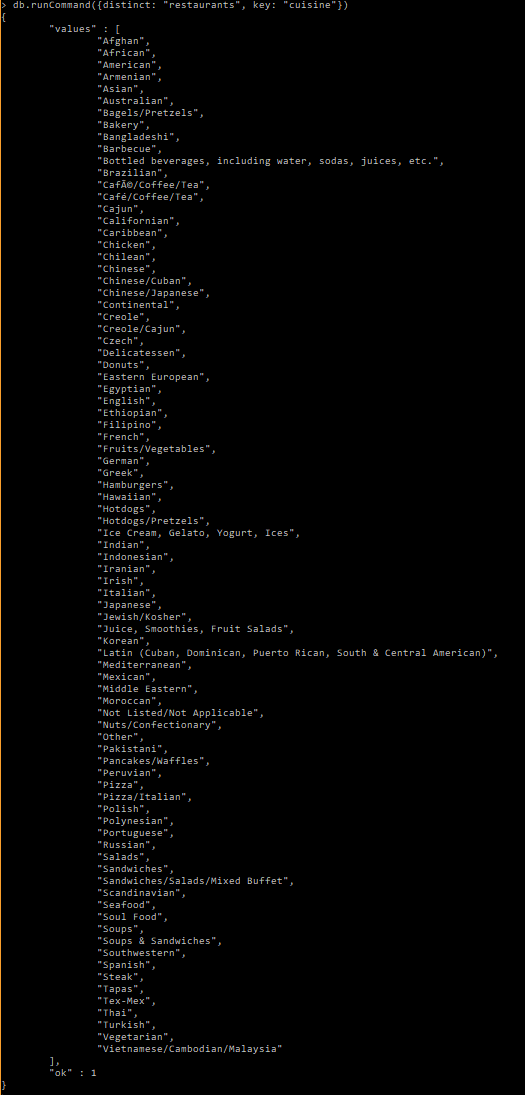 > db.runCommand({distinct: "restaurants", key: "cuisine"})
{
        "values" : [
                "Afghan",
                "African",
                "American",
                "Armenian",
                "Asian",
                "Australian",
                "Bagels/Pretzels",
                "Bakery",
                "Bangladeshi",
                "Barbecue",
                "Bottled beverages, including water, sodas, juices, etc.",
                "Brazilian",
                "CafÃ©/Coffee/Tea",
                "Café/Coffee/Tea",
                "Cajun",
                "Californian",
                "Caribbean",
                "Chicken",
                "Chilean",
                "Chinese",
                "Chinese/Cuban",
                "Chinese/Japanese",
                "Continental",
                "Creole",
                "Creole/Cajun",
                "Czech",
                "Delicatessen",
                "Donuts",
                "Eastern European",
                "Egyptian",
                "English",
                "Ethiopian",
                "Filipino",
                "French",
                "Fruits/Vegetables",
                "German",
                "Greek",
                "Hamburgers",
                "Hawaiian",
                "Hotdogs",
                "Hotdogs/Pretzels",
                "Ice Cream, Gelato, Yogurt, Ices",
                "Indian",
                "Indonesian",
                "Iranian",
                "Irish",
                "Italian",
                "Japanese",
                "Jewish/Kosher",
                "Juice, Smoothies, Fruit Salads",
                "Korean",
                "Latin (Cuban, Dominican, Puerto Rican, South & Central American)",
                "Mediterranean",
                "Mexican",
                "Middle Eastern",
                "Moroccan",
                "Not Listed/Not Applicable",
                "Nuts/Confectionary",
                "Other",
                "Pakistani",
                "Pancakes/Waffles",
                "Peruvian",
                "Pizza",
                "Pizza/Italian",
                "Polish",
                "Polynesian",
                "Portuguese",
                "Russian",
                "Salads",
                "Sandwiches",
                "Sandwiches/Salads/Mixed Buffet",
                "Scandinavian",
                "Seafood",
                "Soul Food",
                "Soups",
                "Soups & Sandwiches",
                "Southwestern",
                "Spanish",
                "Steak",
                "Tapas",
                "Tex-Mex",
                "Thai",
                "Turkish",
                "Vegetarian",
                "Vietnamese/Cambodian/Malaysia"
        ],
        "ok" : 1
}